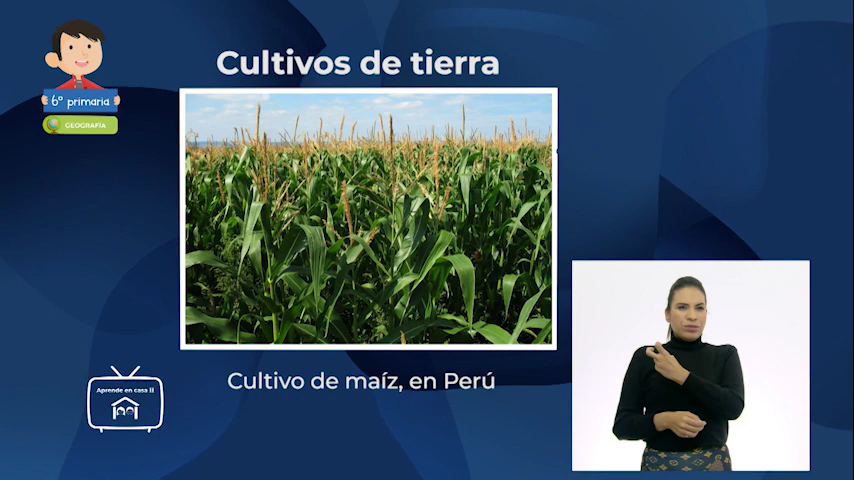 Cultivos de tierra
6° primaria
GEOGRAFÍA
Cultivo de maíz, en Perú
Aprende en casa II